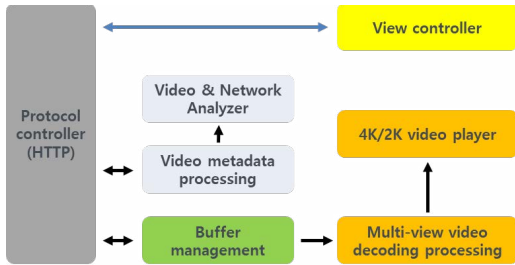 View controller
Video & Network
Analyzer
Protocol
controller
(HTTP)
4K/2K video player
Video metadata
processing
Buffer
management
Multi-view video
decoding processing